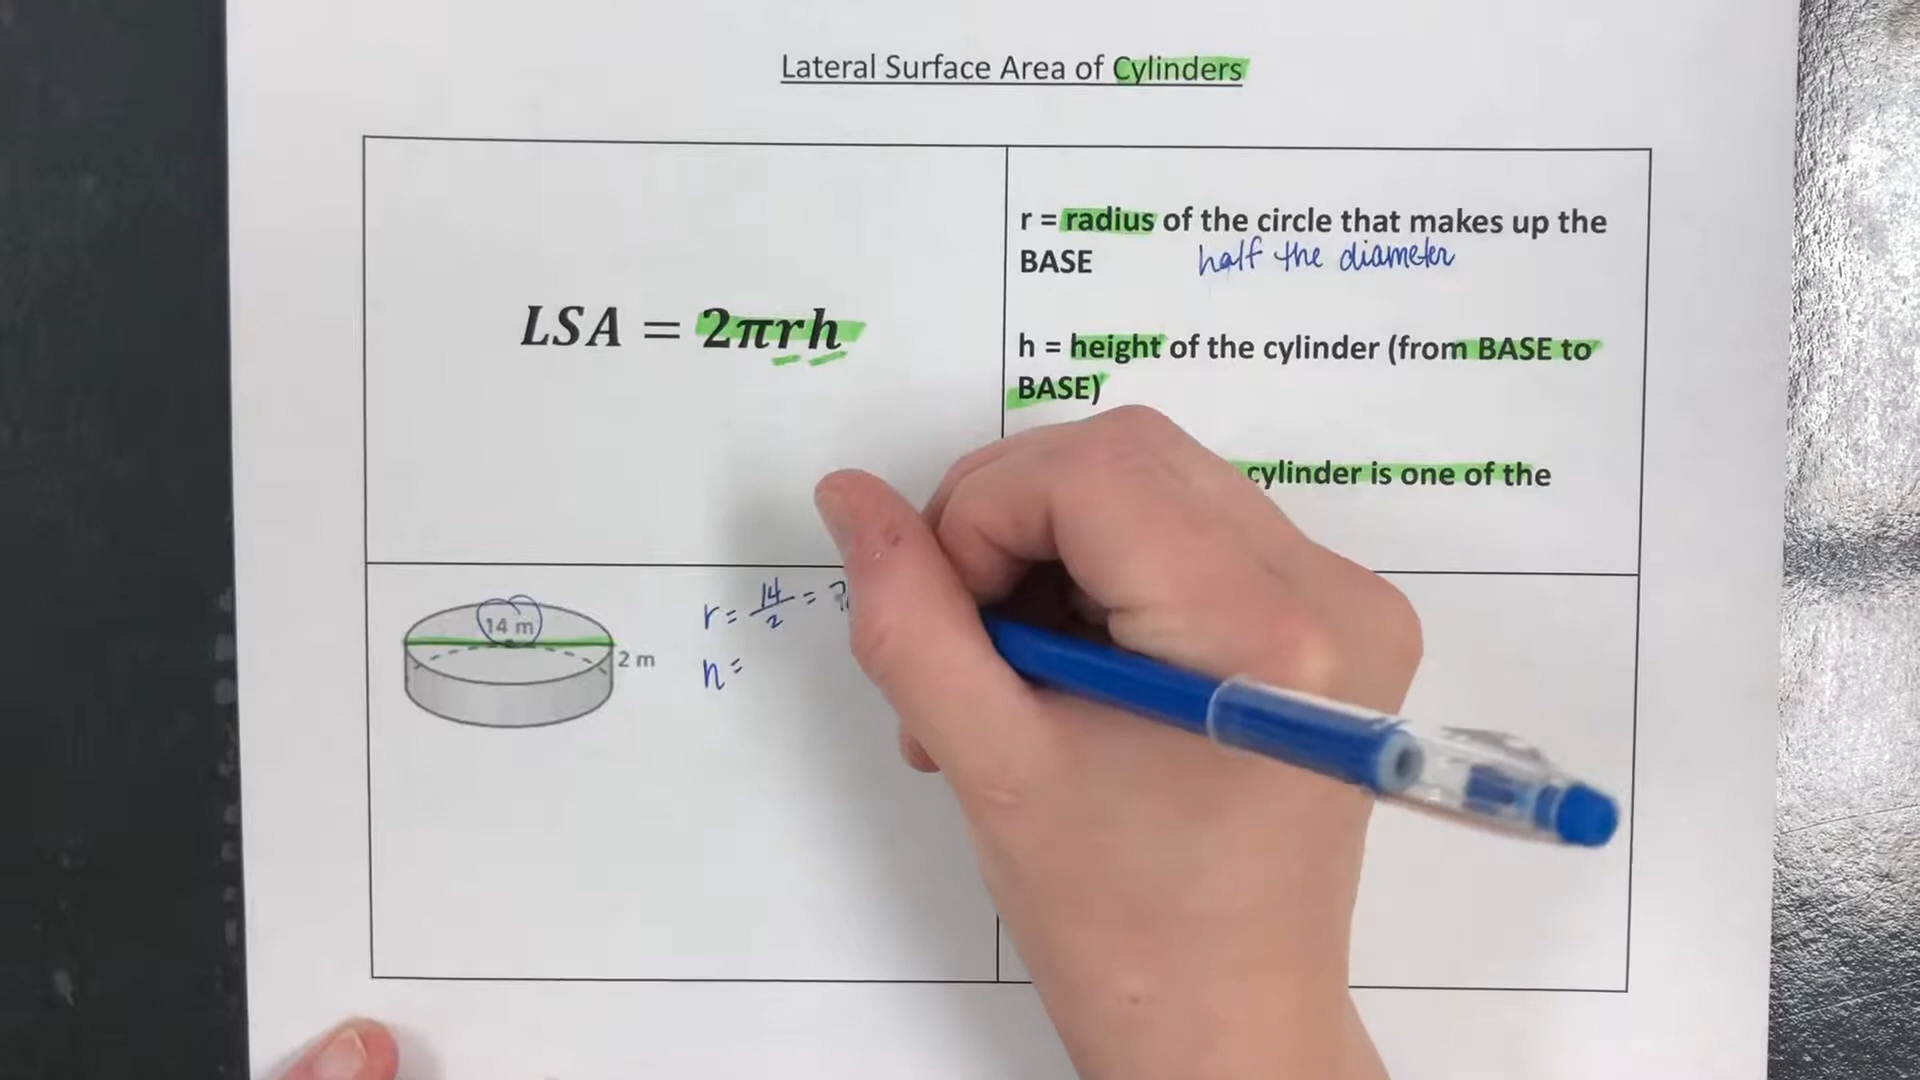 Lateral Surface Area of Cylinders
LSA = 2πrh
r = radius of the circle that makes up the
BASE half the diameter
h = height of the cylinder (from BASE to
BASE)
cylinder is one of the
14 m
2 m
r = 14/2 =
h =